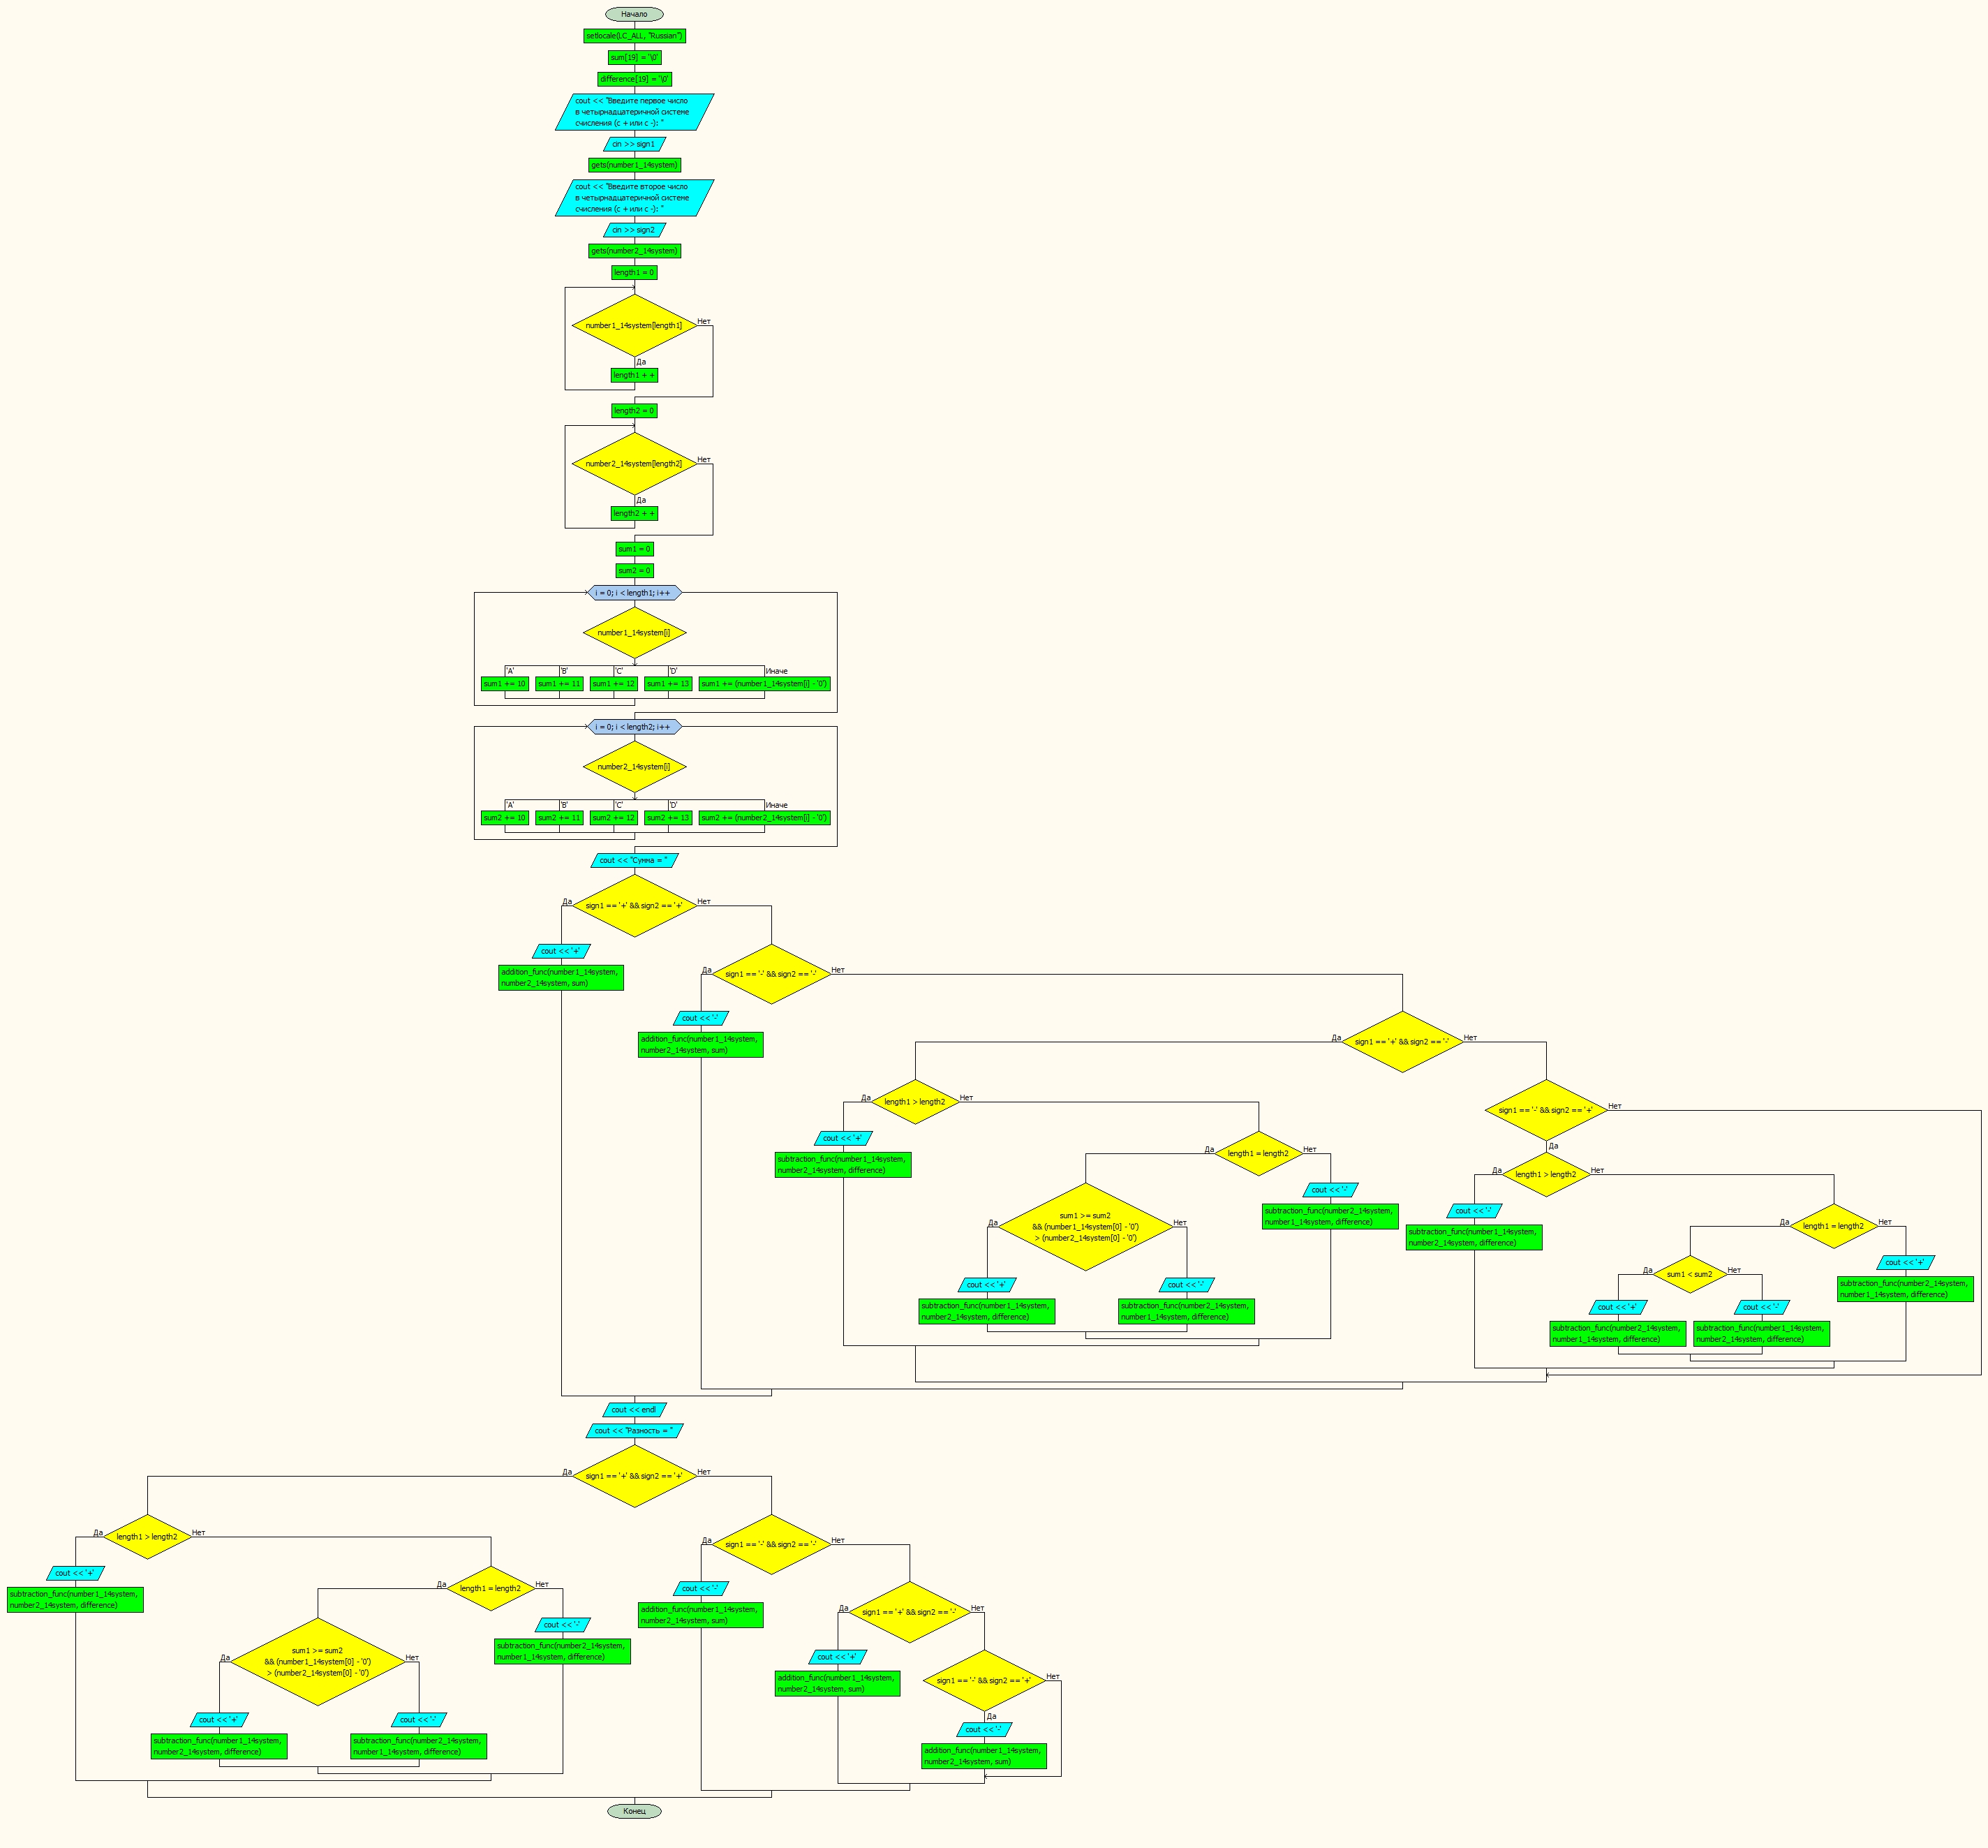 Начало
setlocale(LC_ALL, "Russian")
sum[19] = '\0'
difference[19] = '\0'
cout << "Введите первое число
в четырнадцатеричной системе
счисления (с + или с -): "
cin >> sign1
gets(number1_14system)
cout << "Введите второе число
в четырнадцатеричной системе
счисления (с + или с -): "
cin >> sign2
gets(number2_14system)
length1 = 0
number1_14system[length1]
Нет
Да
length1 + +
length2 = 0
number2_14system[length2]
Нет
Да
length2 + +
sum1 = 0
sum2 = 0
i = 0; i < length1; i++
number1_14system[i]
'A' 'B' 'C' 'D' Иначе
sum1 += 10 sum1 += 11 sum1 += 12 sum1 += 13 sum1 += (number1_14system[i] - '0')
i = 0; i < length2; i++
number2_14system[i]
'A' 'B' 'C' 'D' Иначе
sum2 += 10 sum2 += 11 sum2 += 12 sum2 += 13 sum2 += (number2_14system[i] - '0')
cout << "Сумма = "
sign1 == '+' && sign2 == '+'
Да
Нет
cout << '+'
addition_func(number1_14system,
number2_14system, sum)
sign1 == '-' && sign2 == '-'
Да
Нет
cout << '-'
addition_func(number1_14system,
number2_14system, sum)
sign1 == '+' && sign2 == '-'
Да
Нет
length1 > length2
Да
Нет
cout << '+'
subtraction_func(number1_14system,
number2_14system, difference)
length1 = length2
Да
Нет
sum1 >= sum2
&& (number1_14system[0] - '0')
> (number2_14system[0] - '0')
Да
Нет
cout << '+'
subtraction_func(number1_14system,
number2_14system, difference)
cout << '-'
subtraction_func(number2_14system,
number1_14system, difference)
cout << '-'
subtraction_func(number2_14system,
number1_14system, difference)
sign1 == '-' && sign2 == '+'
Нет
Да
length1 > length2
Да
Нет
cout << '-'
subtraction_func(number1_14system,
number2_14system, difference)
length1 = length2
Да
Нет
sum1 < sum2
Да
Нет
cout << '+'
subtraction_func(number2_14system,
number1_14system, difference)
cout << '-'
subtraction_func(number1_14system,
number2_14system, difference)
cout << '+'
subtraction_func(number2_14system,
number1_14system, difference)
cout << endl
cout << "Разность = "
sign1 == '+' && sign2 == '+'
Да
Нет
length1 > length2
Да
Нет
cout << '+'
subtraction_func(number1_14system,
number2_14system, difference)
length1 = length2
Да
Нет
sum1 >= sum2
&& (number1_14system[0] - '0')
> (number2_14system[0] - '0')
Да
Нет
cout << '+'
subtraction_func(number1_14system,
number2_14system, difference)
cout << '-'
subtraction_func(number2_14system,
number1_14system, difference)
cout << '-'
subtraction_func(number2_14system,
number1_14system, difference)
sign1 == '-' && sign2 == '-'
Да
Нет
cout << '-'
addition_func(number1_14system,
number2_14system, sum)
sign1 == '+' && sign2 == '-'
Да
Нет
cout << '+'
addition_func(number1_14system,
number2_14system, sum)
sign1 == '-' && sign2 == '+'
Нет
Да
cout << '-'
addition_func(number1_14system,
number2_14system, sum)
Конец